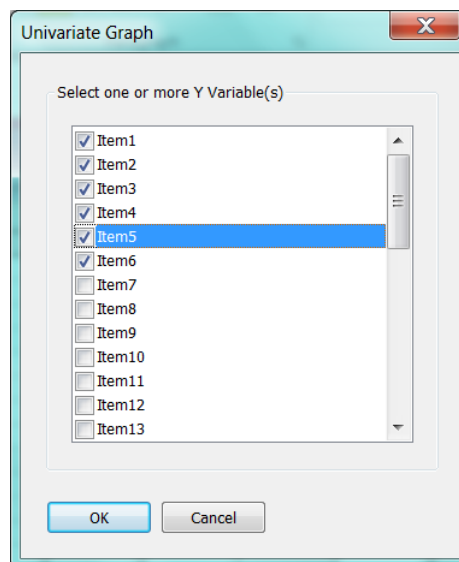 Univariate Graph
Select one or more Y Variable(s)
Item1
Item2
Item3
Item4
Item5
Item6
Item7
Item8
Item9
Item10
Item11
Item12
Item13
OK
Cancel